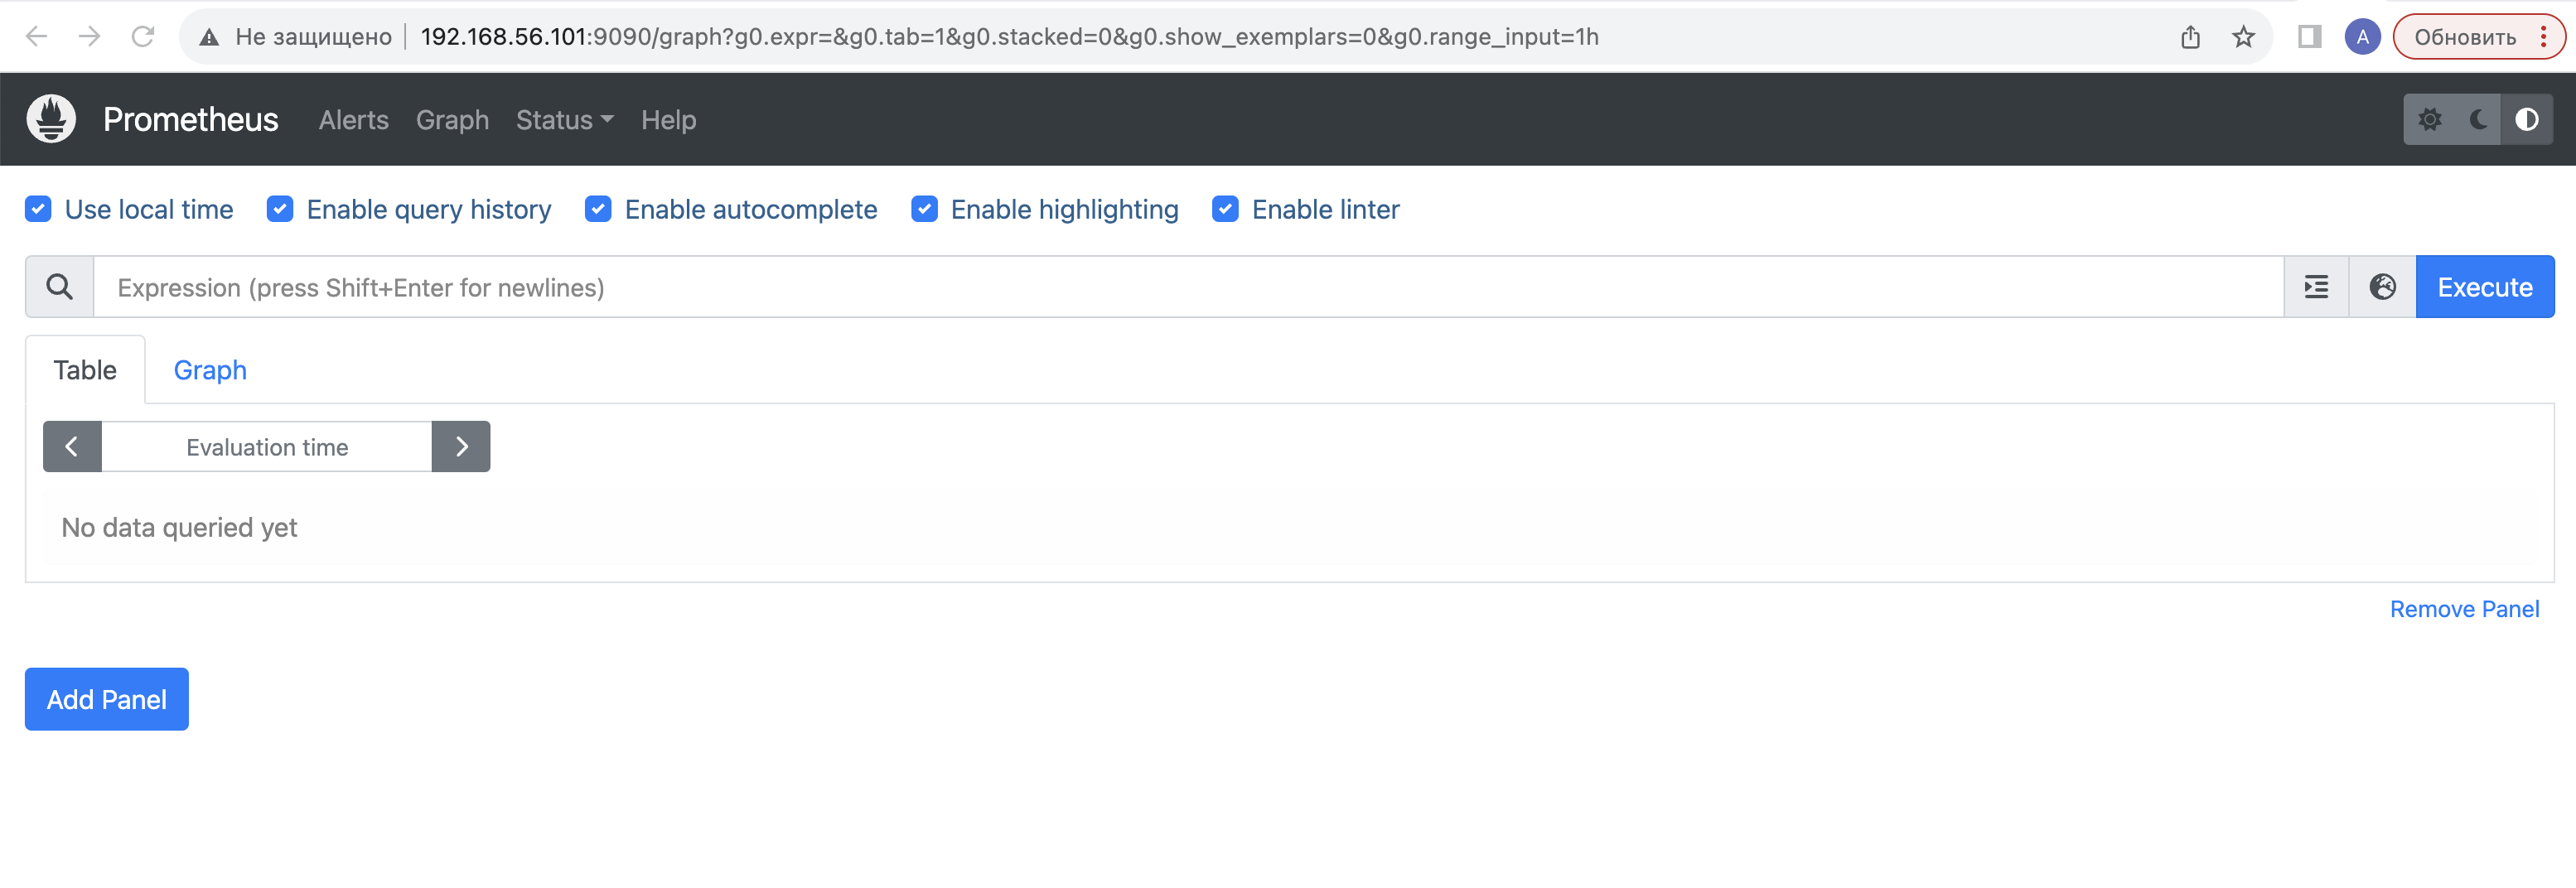 Не защищено 192.168.56.101:9090/graph?g0.expr=&g0.tab=1&g0.stacked=0&g0.show_exemplars=0&g0.range_input=1h A Обновить
Prometheus Alerts Graph Status Help
Use local time Enable query history Enable autocomplete Enable highlighting Enable linter
Expression (press Shift+Enter for newlines) Execute
Table Graph
Evaluation time
No data queried yet
Remove Panel
Add Panel